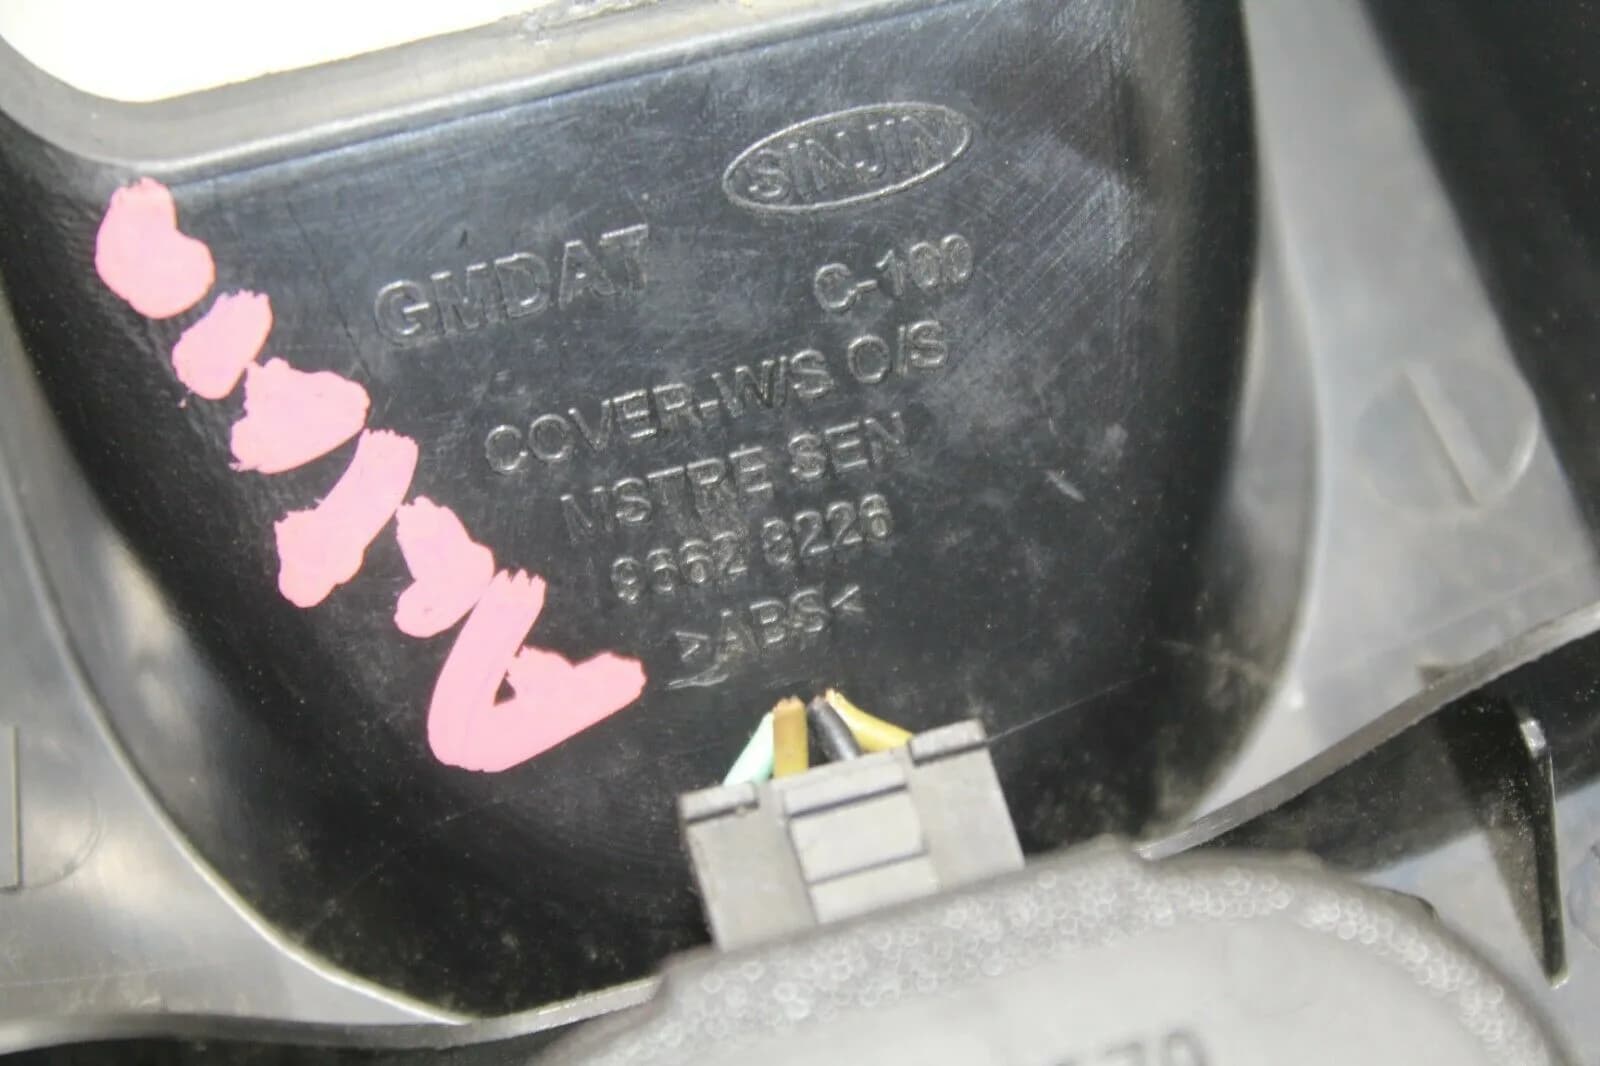 SINJIN
GMDAT
C-100
COVER-W/S O/S
MSTRE SEN
9662 8226
>ABS<